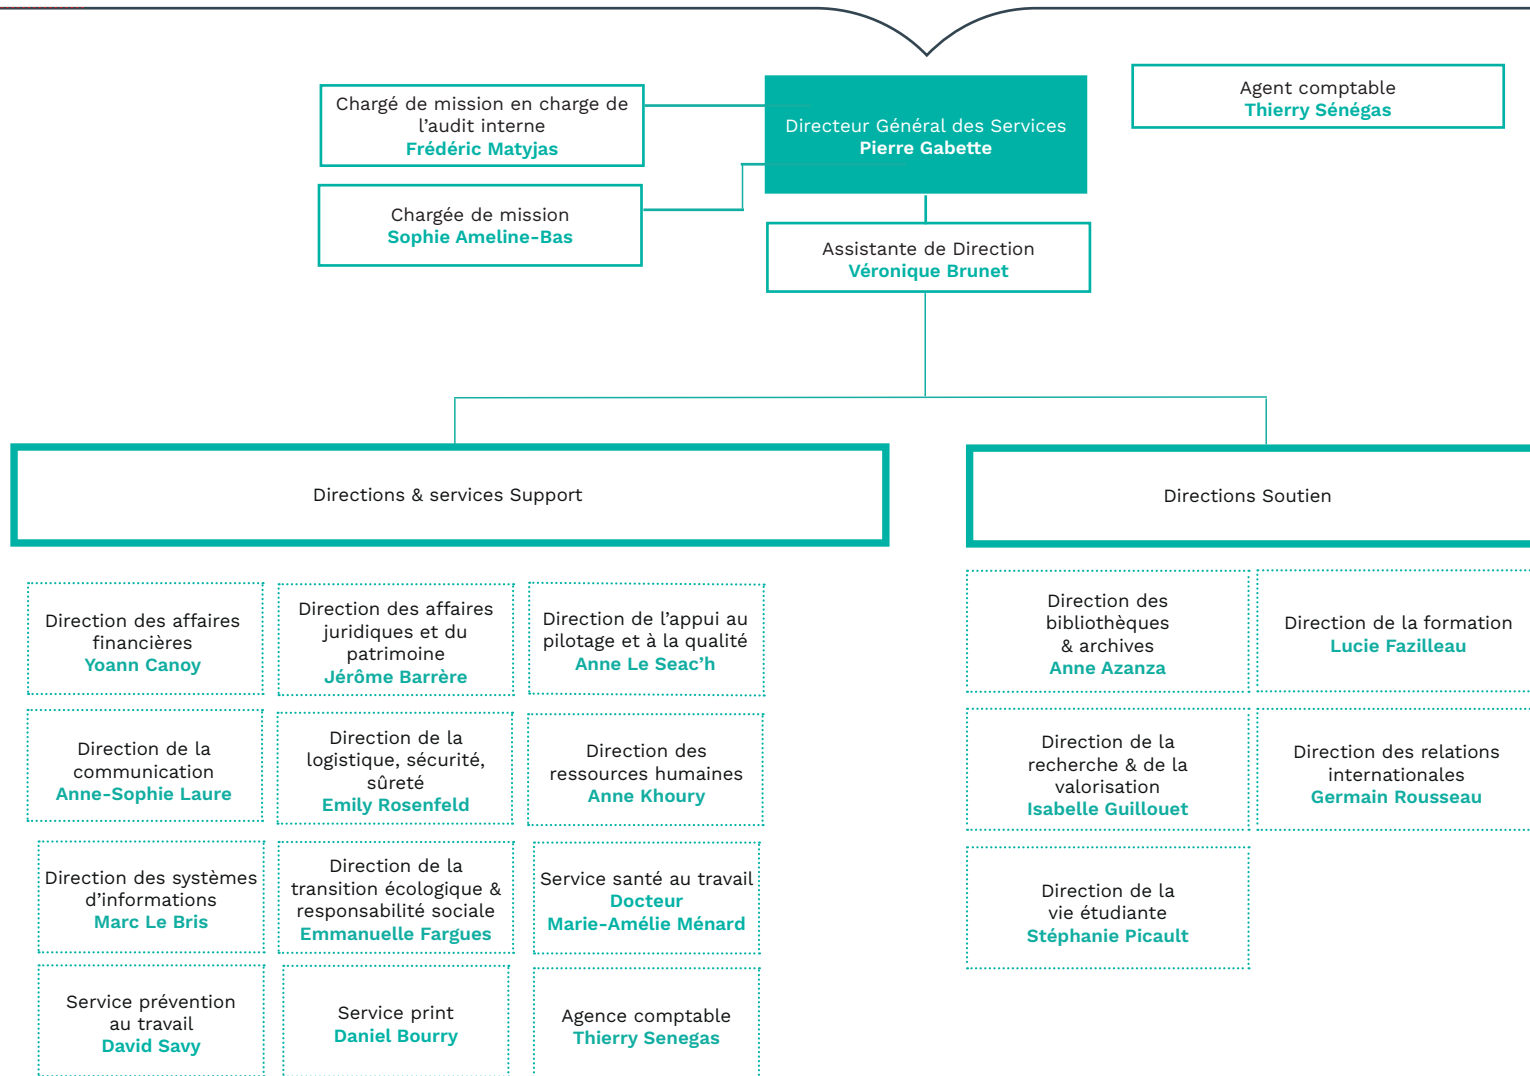 Chargé de mission en charge de
l'audit interne
Frédéric Matyjas
Directeur Général des Services
Pierre Gabette
Agent comptable
Thierry Sénégas
Chargée de mission
Sophie Ameline-Bas
Assistante de Direction
Véronique Brunet
Directions & services Support
Directions Soutien
Direction des affaires
financières
Yoann Canoy
Direction des affaires
juridiques et du
patrimoine
Jérôme Barrère
Direction de l’appui au
pilotage et à la qualité
Anne Le Seac’h
Direction des
bibliothèques
& archives
Anne Azanza
Direction de la formation
Lucie Fazilleau
Direction de la
communication
Anne-Sophie Laure
Direction de la
logistique, sécurité,
sûreté
Emily Rosenfeld
Direction des
ressources humaines
Anne Khoury
Direction de la
recherche & de la
valorisation
Isabelle Guillouet
Direction des relations
internationales
Germain Rousseau
Direction des systèmes
d’informations
Marc Le Bris
Direction de la
transition écologique &
responsabilité sociale
Emmanuelle Fargues
Service santé au travail
Docteur
Marie-Amélie Ménard
Direction de la
vie étudiante
Stéphanie Picault
Service prévention
au travail
David Savy
Service print
Daniel Bourry
Agence comptable
Thierry Senegas